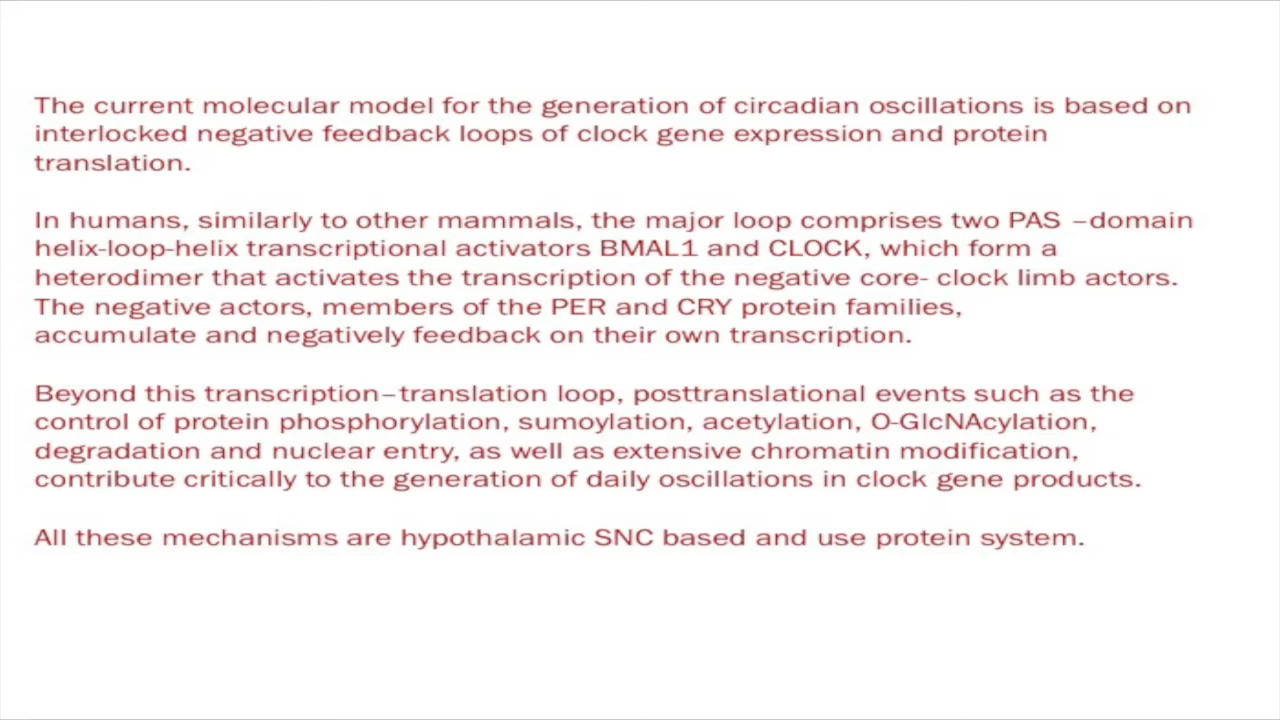 The current molecular model for the generation of circadian oscillations is based on
interlocked negative feedback loops of clock gene expression and protein
translation.
In humans, similarly to other mammals, the major loop comprises two PAS –domain
helix-loop-helix transcriptional activators BMAL1 and CLOCK, which form a
heterodimer that activates the transcription of the negative core- clock limb actors.
The negative actors, members of the PER and CRY protein families,
accumulate and negatively feedback on their own transcription.
Beyond this transcription–translation loop, posttranslational events such as the
control of protein phosphorylation, sumoylation, acetylation, O-GlcNAcylation,
degradation and nuclear entry, as well as extensive chromatin modification,
contribute critically to the generation of daily oscillations in clock gene products.
All these mechanisms are hypothalamic SNC based and use protein system.